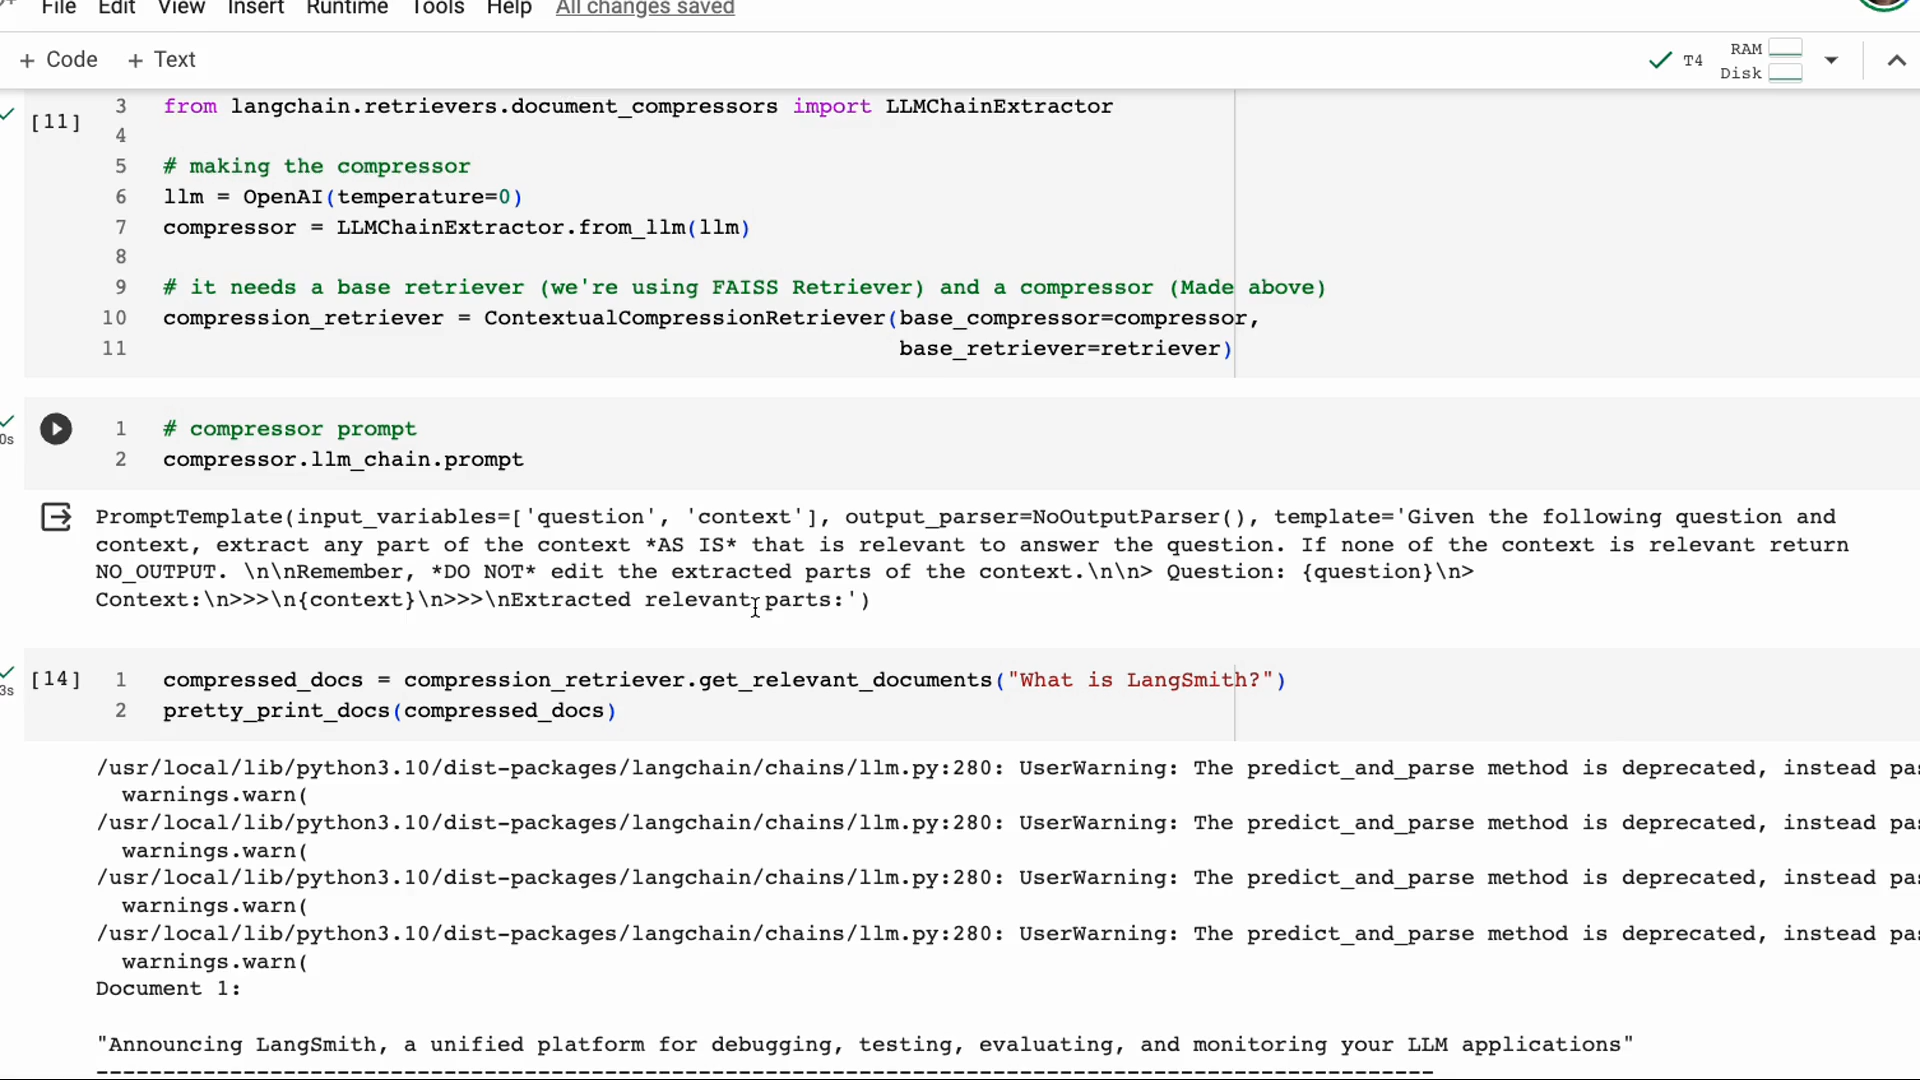 File Edit View Insert Runtime Tools Help All changes saved
+ Code + Text T4 RAM Disk
[11] 3 from langchain.retrievers.document_compressors import LLMChainExtractor
4
5 # making the compressor
6 llm = OpenAI(temperature=0)
7 compressor = LLMChainExtractor.from_llm(llm)
8
9 # it needs a base retriever (we're using FAISS Retriever) and a compressor (Made above)
10 compression_retriever = ContextualCompressionRetriever(base_compressor=compressor,
11 base_retriever=retriever)
0s 1 # compressor prompt
2 compressor.llm_chain.prompt
PromptTemplate(input_variables=['question', 'context'], output_parser=NoOutputParser(), template='Given the following question and
context, extract any part of the context *AS IS* that is relevant to answer the question. If none of the context is relevant return
NO_OUTPUT. \n\nRemember, *DO NOT* edit the extracted parts of the context.\n\n> Question: {question}\n>
Context:\n>>>\n{context}\n>>>\nExtracted relevant parts:')
3s [14] 1 compressed_docs = compression_retriever.get_relevant_documents("What is LangSmith?")
2 pretty_print_docs(compressed_docs)
/usr/local/lib/python3.10/dist-packages/langchain/chains/llm.py:280: UserWarning: The predict_and_parse method is deprecated, instead pas
warnings.warn(
/usr/local/lib/python3.10/dist-packages/langchain/chains/llm.py:280: UserWarning: The predict_and_parse method is deprecated, instead pas
warnings.warn(
/usr/local/lib/python3.10/dist-packages/langchain/chains/llm.py:280: UserWarning: The predict_and_parse method is deprecated, instead pas
warnings.warn(
/usr/local/lib/python3.10/dist-packages/langchain/chains/llm.py:280: UserWarning: The predict_and_parse method is deprecated, instead pas
warnings.warn(
Document 1:
"Announcing LangSmith, a unified platform for debugging, testing, evaluating, and monitoring your LLM applications"
----------------------------------------------------------------------------------------------------